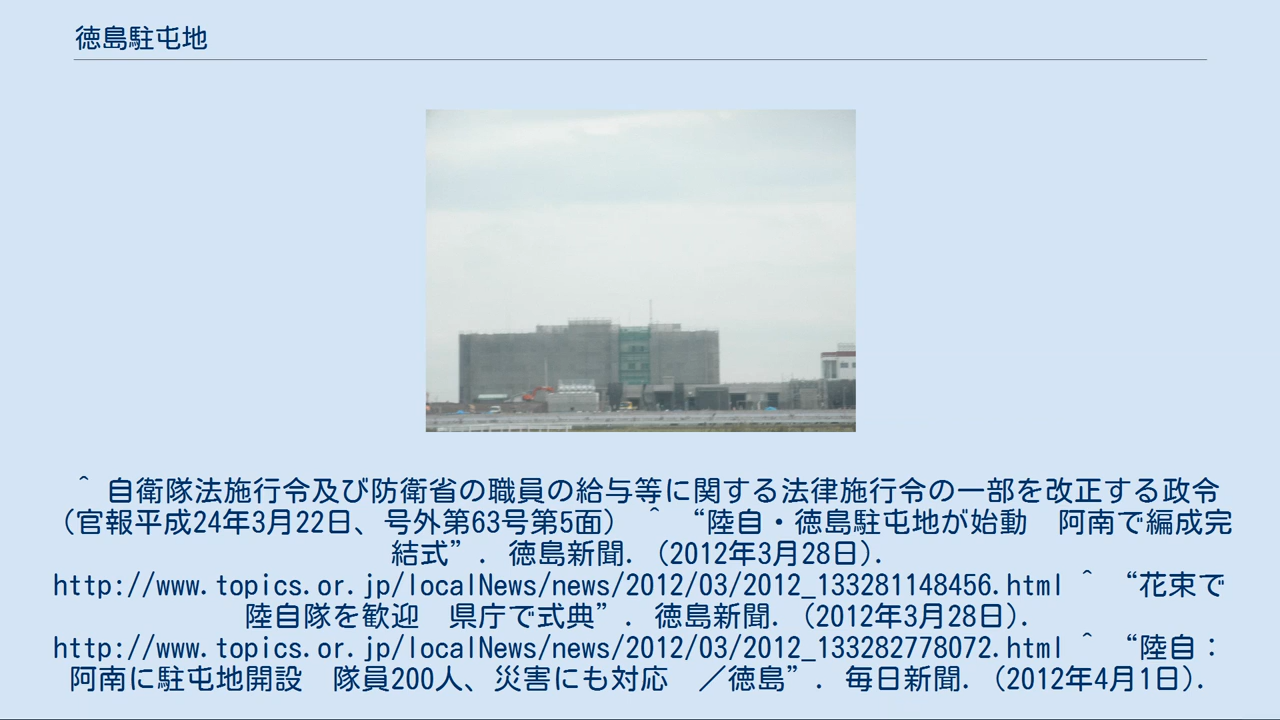 徳島駐屯地
^ 自衛隊法施行令及び防衛省の職員の給与等に関する法律施行令の一部を改正する政令
（官報平成24年3月22日、号外第63号第5面） ^ “陸自・徳島駐屯地が始動　阿南で編成完
結式”. 徳島新聞. (2012年3月28日).
http://www.topics.or.jp/localNews/news/2012/03/2012_133281148456.html ^ “花束で
陸自隊を歓迎　県庁で式典”. 徳島新聞. (2012年3月28日).
http://www.topics.or.jp/localNews/news/2012/03/2012_133282778072.html ^ “陸自：
阿南に駐屯地開設　隊員200人、災害にも対応　／徳島”. 毎日新聞. (2012年4月1日).